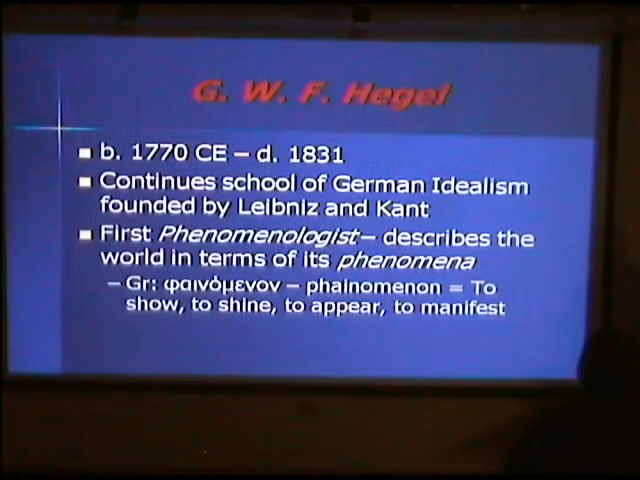 G. W. F. Hegel
b. 1770 CE – d. 1831
Continues school of German Idealism
founded by Leibniz and Kant
First Phenomenologist – describes the
world in terms of its phenomena
– Gr: φαινόμενον – phainomenon = To
show, to shine, to appear, to manifest